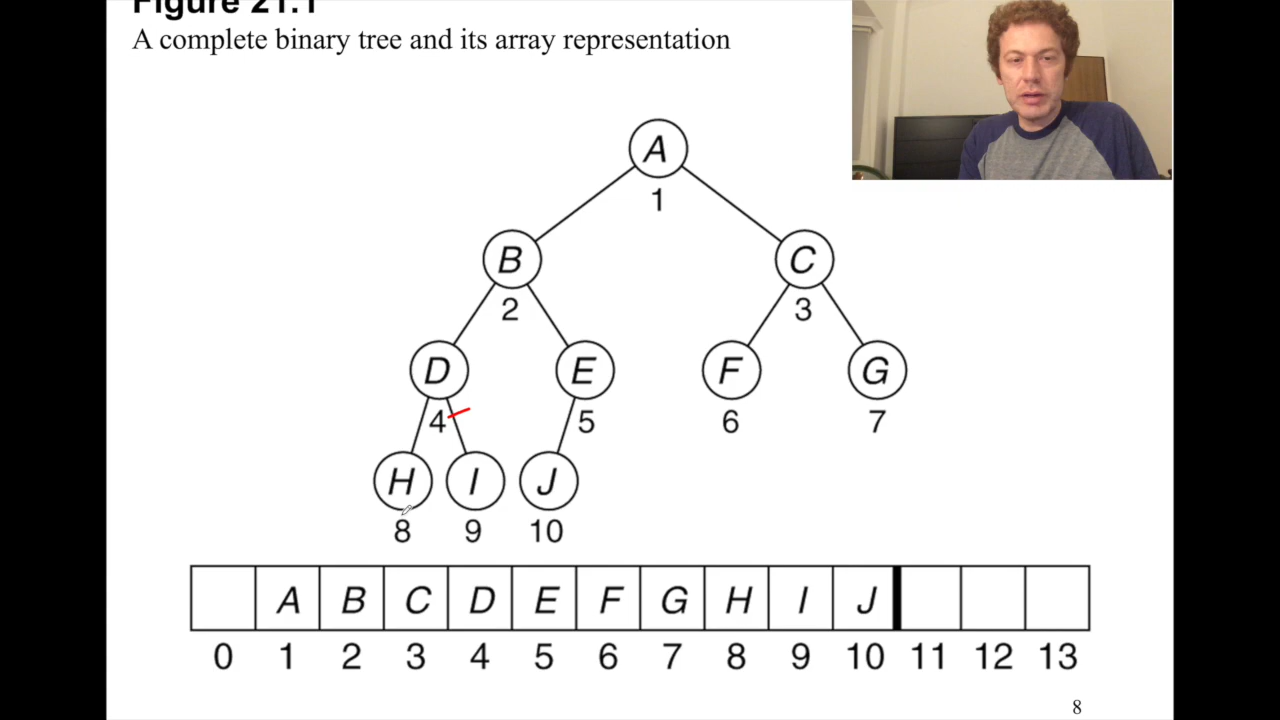 Figure 21.1
A complete binary tree and its array representation
A
1
B C
2 3
D E F G
4 5 6 7
H I J
8 9 10
A B C D E F G H I J
0 1 2 3 4 5 6 7 8 9 10 11 12 13
8